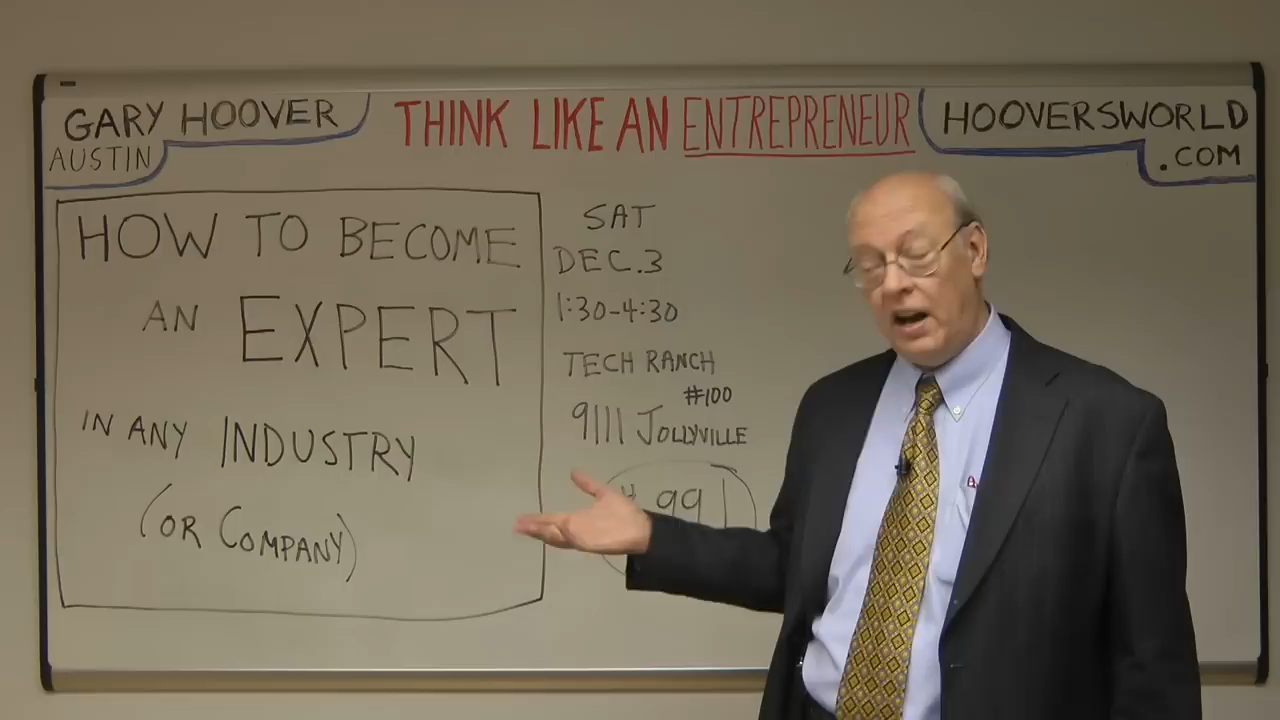 GARY HOOVER
AUSTIN
THINK LIKE AN ENTREPRENEUR
HOOVERSWORLD
.COM
HOW TO BECOME
AN EXPERT
IN ANY INDUSTRY
(OR COMPANY)
SAT
DEC.3
1:30-4:30
TECH RANCH
#100
9111 JOLLYVILLE